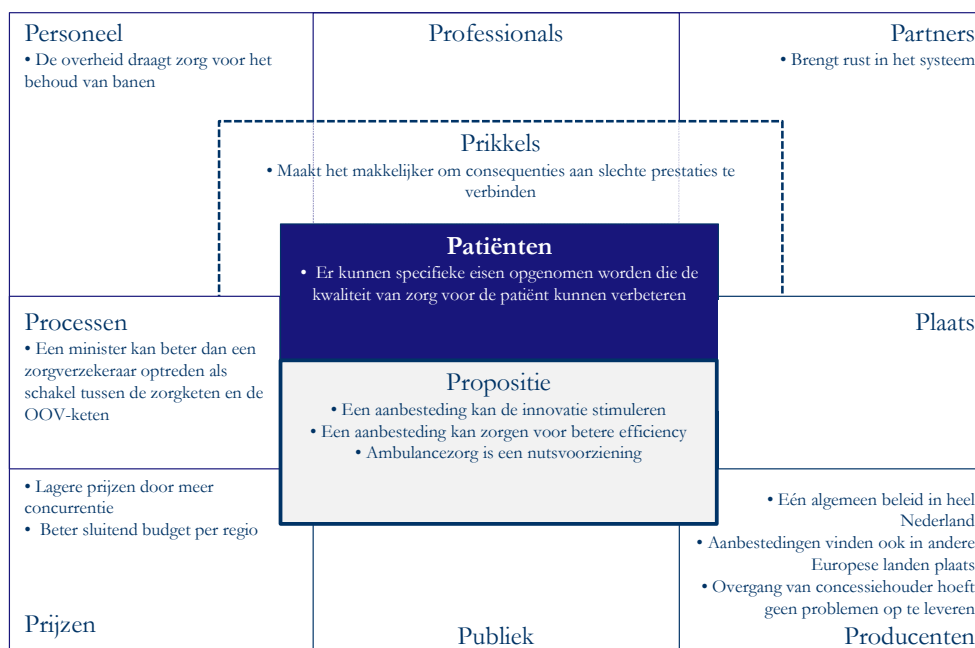 Personeel
• De overheid draagt zorg voor het
behoud van banen
Professionals
Partners
• Brengt rust in het systeem
Prikkels
• Maakt het makkelijker om consequenties aan slechte prestaties te
verbinden
Patiënten
• Er kunnen specifieke eisen opgenomen worden die de
kwaliteit van zorg voor de patiënt kunnen verbeteren
Processen
• Een minister kan beter dan een
zorgverzekeraar optreden als
schakel tussen de zorgketen en de
OOV-keten
Plaats
Propositie
• Een aanbesteding kan de innovatie stimuleren
• Een aanbesteding kan zorgen voor betere efficiency
• Ambulancezorg is een nutsvoorziening
• Lagere prijzen door meer
concurrentie
• Beter sluitend budget per regio
Prijzen
Publiek
• Eén algemeen beleid in heel
Nederland
• Aanbestedingen vinden ook in andere
Europese landen plaats
• Overgang van concessiehouder hoeft
geen problemen op te leveren
Producenten